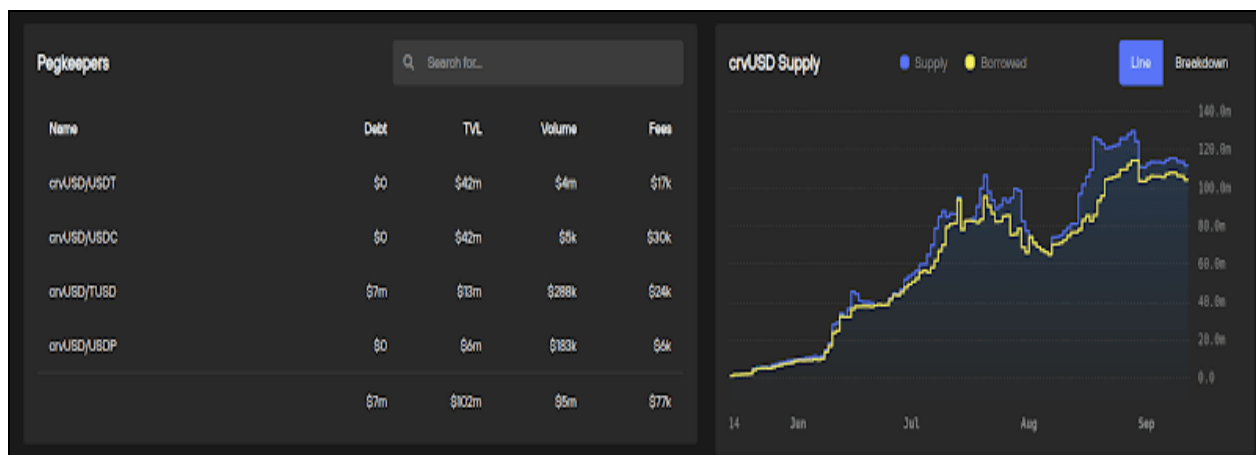 Pegkeepers
Search for...
Name Debt TVL Volume Fees
crvUSD/USDT $0 $42m $4m $17k
crvUSD/USDC $0 $42m $5k $30k
crvUSD/TUSD $7m $13m $288k $24k
crvUSD/USDP $0 $6m $183k $6k
$7m $102m $5m $77k
crvUSD Supply
Supply Borrowed
Line Breakdown
140.0m
120.0m
100.0m
80.0m
60.0m
40.0m
20.0m
0.0
14 Jun Jul Aug Sep